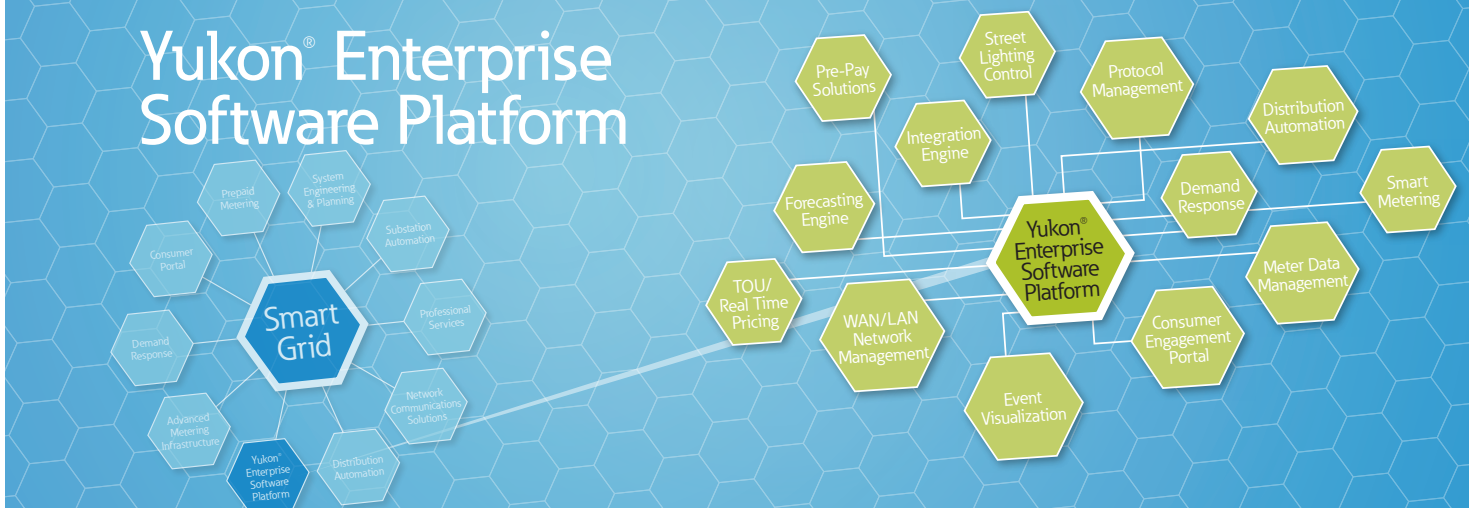 Yukon® Enterprise
Software Platform
Prepaid
Metering
System
Engineering
& Planning
Substation
Automation
Consumer
Portal
Professional
Services
Smart
Grid
Demand
Response
Network
Communications
Solutions
Advanced
Metering
Infrastructure
Distribution
Automation
Yukon®
Enterprise
Software
Platform
Pre-Pay
Solutions
Street
Lighting
Control
Protocol
Management
Distribution
Automation
Integration
Engine
Demand
Response
Smart
Metering
Forecasting
Engine
Yukon®
Enterprise
Software
Platform
Meter Data
Management
TOU/
Real Time
Pricing
WAN/LAN
Network
Management
Consumer
Engagement
Portal
Event
Visualization